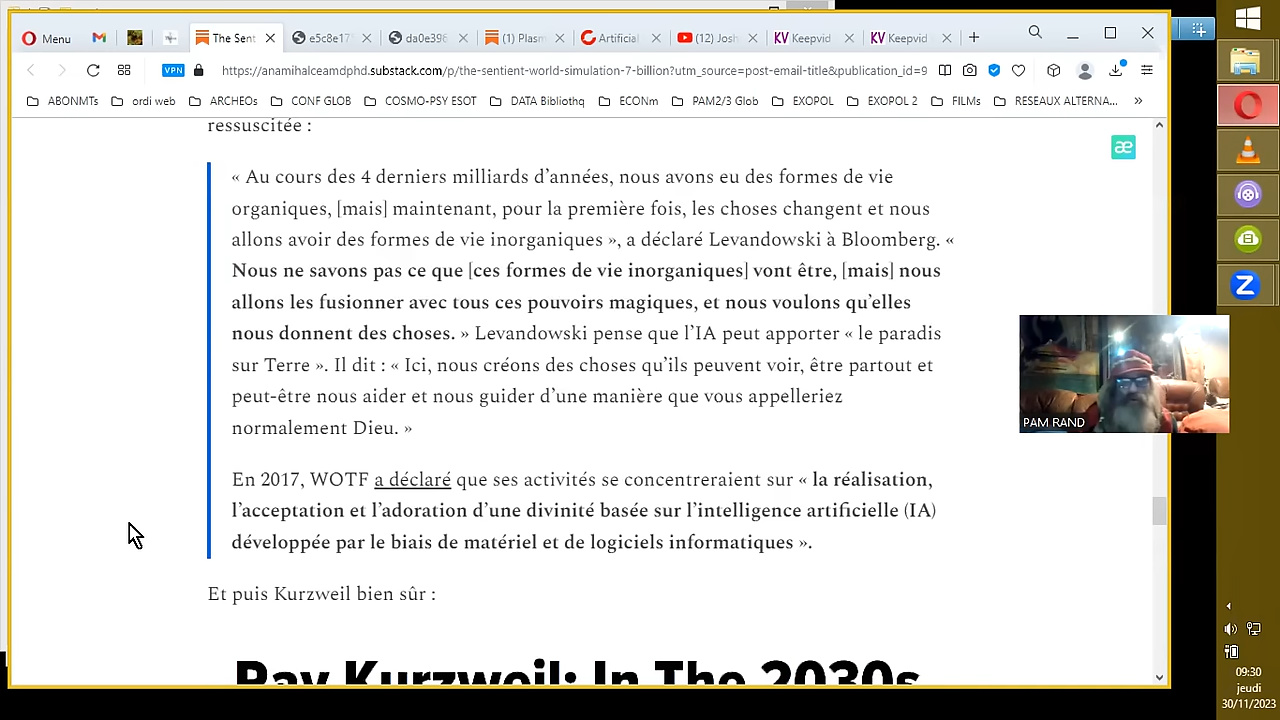 Menu
The Sent
e5c8e17
da0e398
(1) Plasm
Artificia
(12) Josh
Keepvid
Keepvid
VPN
https://anamihalceamdphd.substack.com/p/the-sentient-world-simulation-7-billion?utm_source=post-email-title&publication_id=9
ABONMTs
ordi web
ARCHEOs
CONF GLOB
COSMO-PSY ESOT
DATA Bibliothq
ECONm
PAM2/3 Glob
EXOPOL
EXOPOL 2
FILMs
RESEAUX ALTERNA...
»
ressuscitée :
æ
« Au cours des 4 derniers milliards d’années, nous avons eu des formes de vie
organiques, [mais] maintenant, pour la première fois, les choses changent et nous
allons avoir des formes de vie inorganiques », a déclaré Levandowski à Bloomberg. «
Nous ne savons pas ce que [ces formes de vie inorganiques] vont être, [mais] nous
allons les fusionner avec tous ces pouvoirs magiques, et nous voulons qu’elles
nous donnent des choses. » Levandowski pense que l’IA peut apporter « le paradis
sur Terre ». Il dit : « Ici, nous créons des choses qu’ils peuvent voir, être partout et
peut-être nous aider et nous guider d’une manière que vous appelleriez
normalement Dieu. »
En 2017, WOTF a déclaré que ses activités se concentreraient sur « la réalisation,
l’acceptation et l’adoration d’une divinité basée sur l’intelligence artificielle (IA)
développée par le biais de matériel et de logiciels informatiques ».
Et puis Kurzweil bien sûr :
Ray Kurzweil: In The 2030s
PAM RAND
09:30
jeudi
30/11/2023